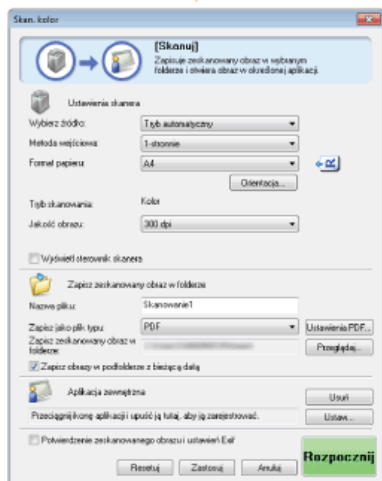 Skan. kolor
[Skanuj]
Zapisuje zeskanowany obraz w wybranym
folderze i otwiera obraz w określonej aplikacji.
Ustawienia skanera
Wybierz źródło: Tryb automatyczny
Metoda wejściowa: 1-stronnie
Format papieru: A4
Orientacja...
Tryb skanowania: Kolor
Jakość obrazu: 300 dpi
Wyświetl sterownik skanera
Zapisz zeskanowany obraz w folderze
Nazwa pliku: Skanowanie1
Zapisz jako plik typu: PDF Ustawienia PDF...
Zapisz zeskanowany obraz w
folderze: Przeglądaj...
Zapisz obrazy w podfolderze z bieżącą datą
Aplikacja zewnętrzna Usuń
Przeciągnij ikonę aplikacji i upuść ją tutaj, aby ją zarejestrować. Ustaw...
Potwierdzenie zeskanowanego obrazu i ustawień Exif
Resetuj Zastosuj Anuluj Rozpocznij